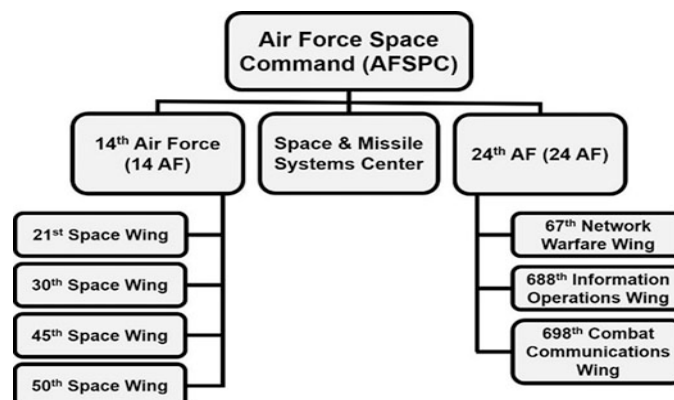 Air Force Space
Command (AFSPC)
14th Air Force
(14 AF)
Space & Missile
Systems Center
24th AF (24 AF)
21st Space Wing
30th Space Wing
45th Space Wing
50th Space Wing
67th Network
Warfare Wing
688th Information
Operations Wing
698th Combat
Communications
Wing